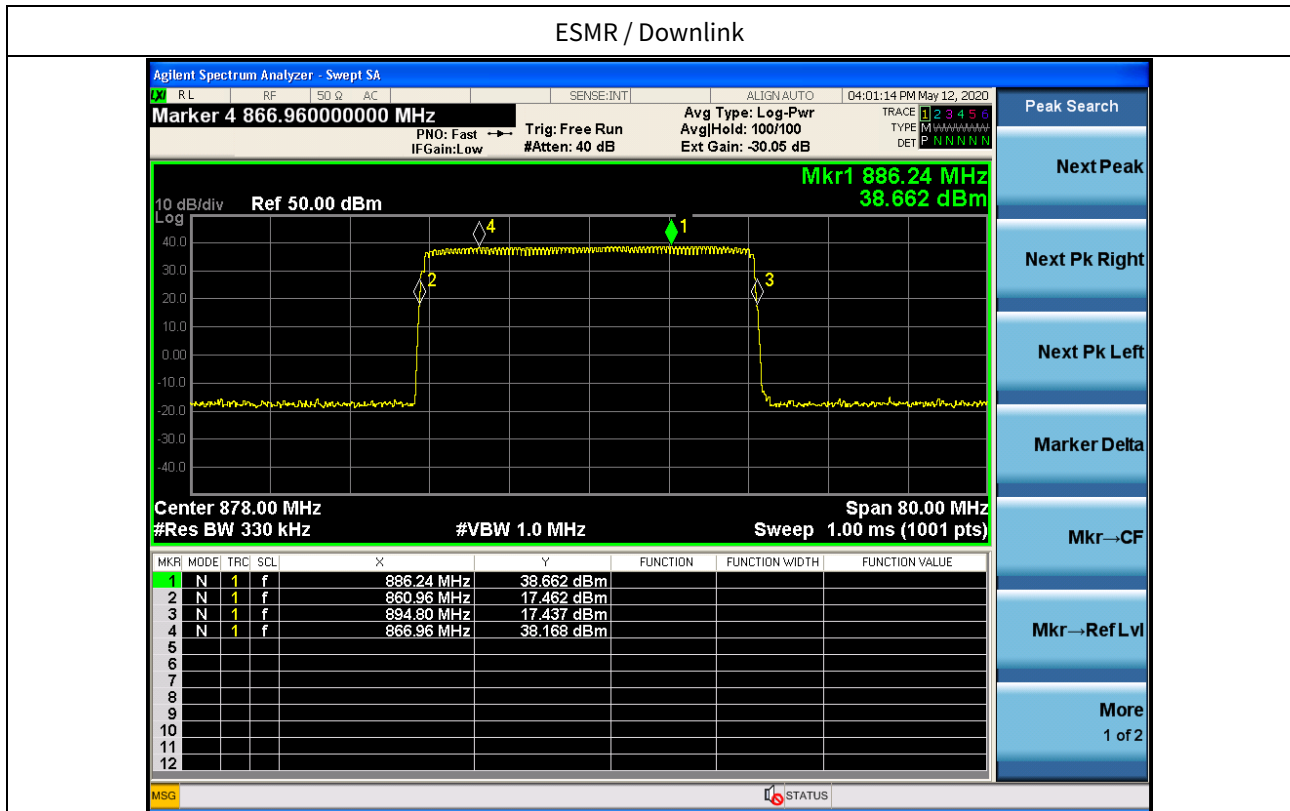 ESMR / Downlink
Agilent Spectrum Analyzer - Swept SA
LXI RL RF 50 Ω AC SENSE:INT ALIGN AUTO 04:01:14 PM May 12, 2020
Marker 4 866.960000000 MHz
PNO: Fast
IFGain:Low
Trig: Free Run
#Atten: 40 dB
Avg Type: Log-Pwr
Avg|Hold: 100/100
Ext Gain: -30.05 dB
TRACE 1 2 3 4 5 6
TYPE M
DET P N N N N N
Mkr1 886.24 MHz
38.662 dBm
10 dB/div Ref 50.00 dBm
Log
40.0
30.0
20.0
10.0
0.00
-10.0
-20.0
-30.0
-40.0
4
1
2
3
Center 878.00 MHz Span 80.00 MHz
#Res BW 330 kHz #VBW 1.0 MHz Sweep 1.00 ms (1001 pts)
MKR MODE TRC SCL X Y FUNCTION FUNCTION WIDTH FUNCTION VALUE
1 N 1 f 886.24 MHz 38.662 dBm
2 N 1 f 860.96 MHz 17.462 dBm
3 N 1 f 894.80 MHz 17.437 dBm
4 N 1 f 866.96 MHz 38.168 dBm
5
6
7
8
9
10
11
12
MSG STATUS
Peak Search
Next Peak
Next Pk Right
Next Pk Left
Marker Delta
Mkr→CF
Mkr→Ref Lvl
More
1 of 2